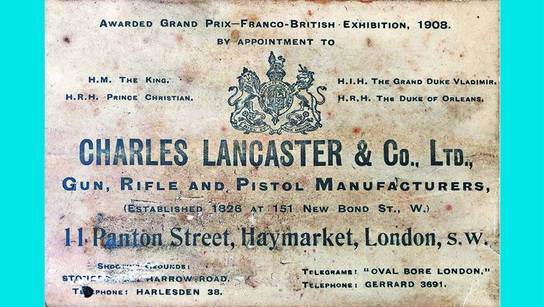 Awarded Grand Prix–Franco-British Exhibition, 1908.
BY APPOINTMENT TO
H.M. The King.
H.R.H. Prince Christian.
H.I.H. The Grand Duke Vladimir.
H.R.H. The Duke of Orleans.
CHARLES LANCASTER & Co., Ltd.,
Gun, Rifle and Pistol Manufacturers,
(Established 1826 at 151 New Bond St., W.)
11 Panton Street, Haymarket, London, S.W.
Shooting Grounds:
HARROW ROAD.
Telephone: HARLESDEN 38.
Telegrams: "OVAL BORE LONDON."
Telephone: GERRARD 3691.